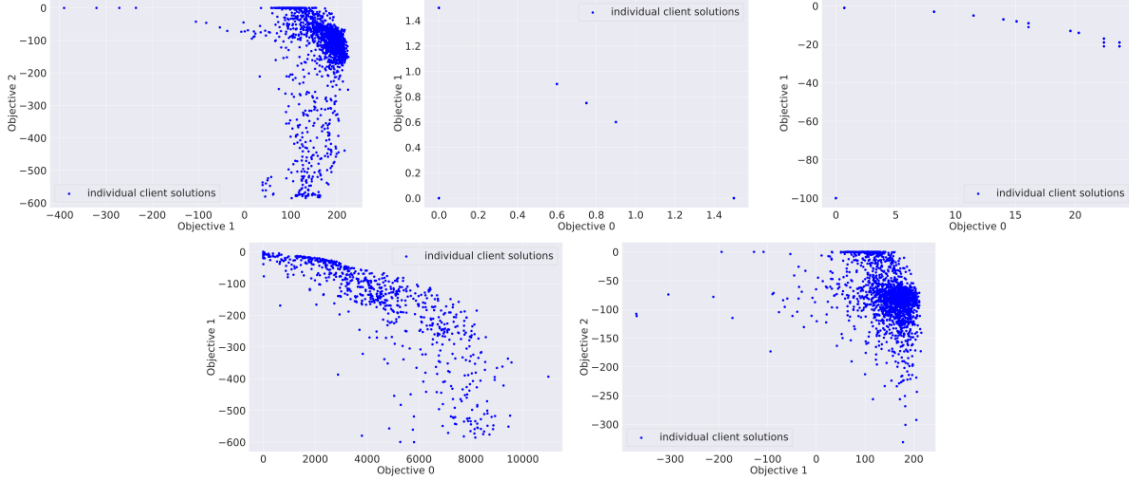 0
−100
−200
−300
−400
−500
−600
Objective 2
individual client solutions
−400 −300 −200 −100 0 100 200
Objective 1
1.4
1.2
1.0
0.8
0.6
0.4
0.2
0.0
Objective 1
individual client solutions
0.0 0.2 0.4 0.6 0.8 1.0 1.2 1.4
Objective 0
0
−20
−40
−60
−80
−100
Objective 1
individual client solutions
0 5 10 15 20
Objective 0
0
−100
−200
−300
−400
−500
−600
Objective 1
individual client solutions
0 2000 4000 6000 8000 10000
Objective 0
0
−50
−100
−150
−200
−250
−300
Objective 2
individual client solutions
−300 −200 −100 0 100 200
Objective 1